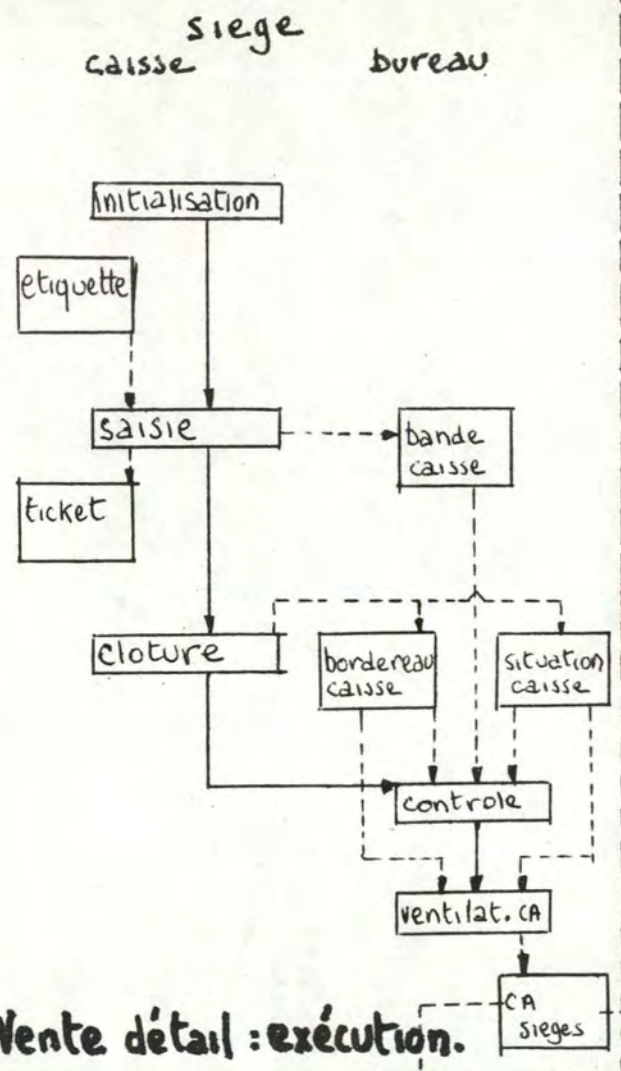 siege
caisse bureau
initialisation
etiquette
saisie
bande
caisse
ticket
cloture
bordereau
caisse
situation
caisse
controle
ventilat. CA
CA
sieges
Vente détail : exécution.